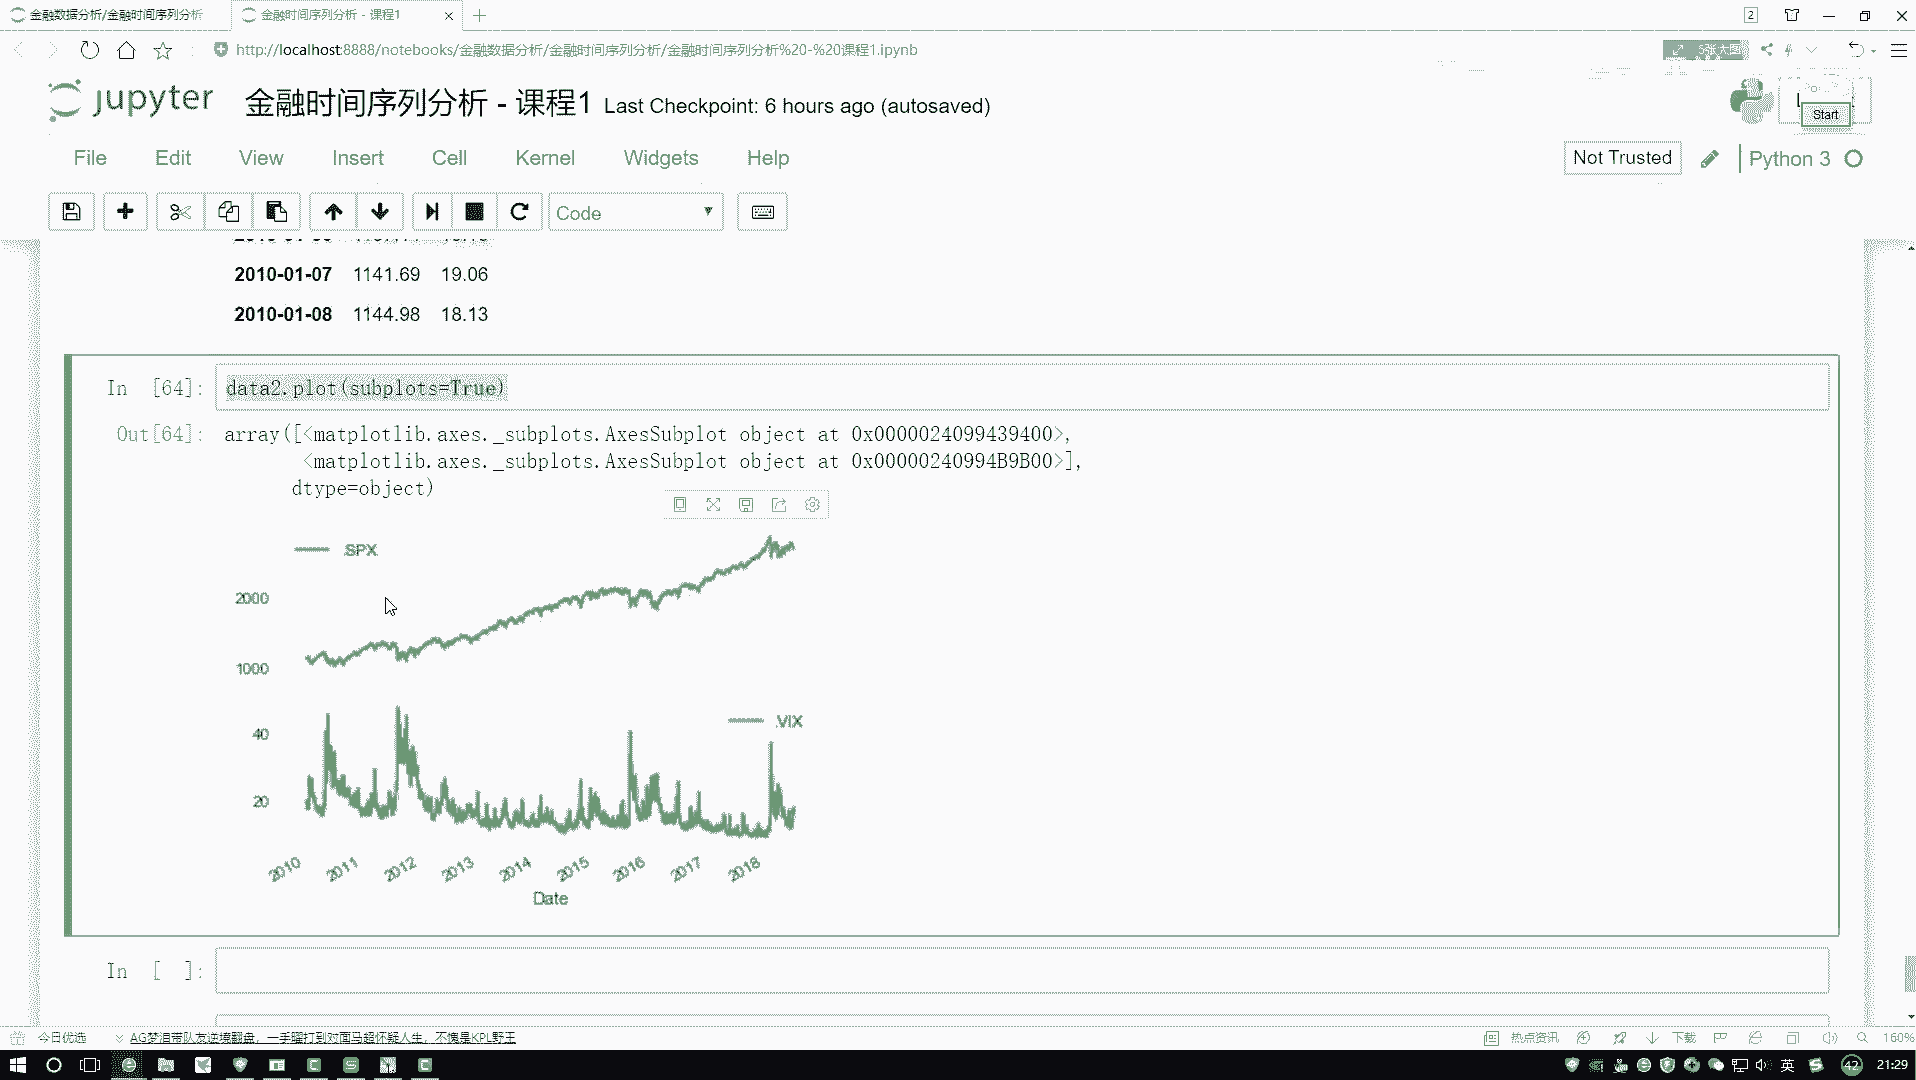 金融数据分析/金融时间序列分析
金融时间序列分析 - 课程1
2
http://localhost:8888/notebooks/金融数据分析/金融时间序列分析/金融时间序列分析%20-%20课程1.ipynb
5张大图
jupyter
金融时间序列分析 - 课程1 Last Checkpoint: 6 hours ago (autosaved)
Start
File Edit View Insert Cell Kernel Widgets Help
Not Trusted
Python 3
Code
2010-01-07 1141.69 19.06
2010-01-08 1144.98 18.13
In [64]: data2.plot(subplots=True)
Out[64]: array([<matplotlib.axes._subplots.AxesSubplot object at 0x0000024099439400>,
<matplotlib.axes._subplots.AxesSubplot object at 0x00000240994B9B00>],
dtype=object)
.SPX
2000
1000
.VIX
40
20
2010 2011 2012 2013 2014 2015 2016 2017 2018
Date
In [ ]:
今日优选
AG梦泪带队友逆境翻盘，一手曜打到对面马超怀疑人生，不愧是KPL野王
热点资讯
下载
160%
英
42
21:29